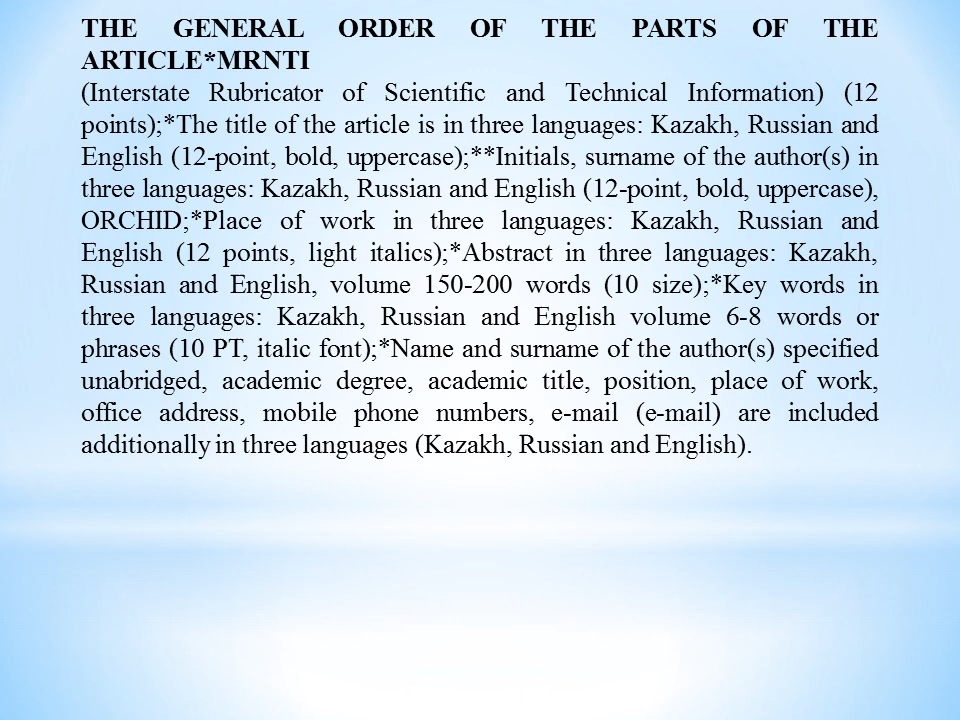 THE GENERAL ORDER OF THE PARTS OF THE
ARTICLE*MRNTI
(Interstate Rubricator of Scientific and Technical Information) (12
points);*The title of the article is in three languages: Kazakh, Russian and
English (12-point, bold, uppercase);**Initials, surname of the author(s) in
three languages: Kazakh, Russian and English (12-point, bold, uppercase),
ORCHID;*Place of work in three languages: Kazakh, Russian and
English (12 points, light italics);*Abstract in three languages: Kazakh,
Russian and English, volume 150-200 words (10 size);*Key words in
three languages: Kazakh, Russian and English volume 6-8 words or
phrases (10 PT, italic font);*Name and surname of the author(s) specified
unabridged, academic degree, academic title, position, place of work,
office address, mobile phone numbers, e-mail (e-mail) are included
additionally in three languages (Kazakh, Russian and English).